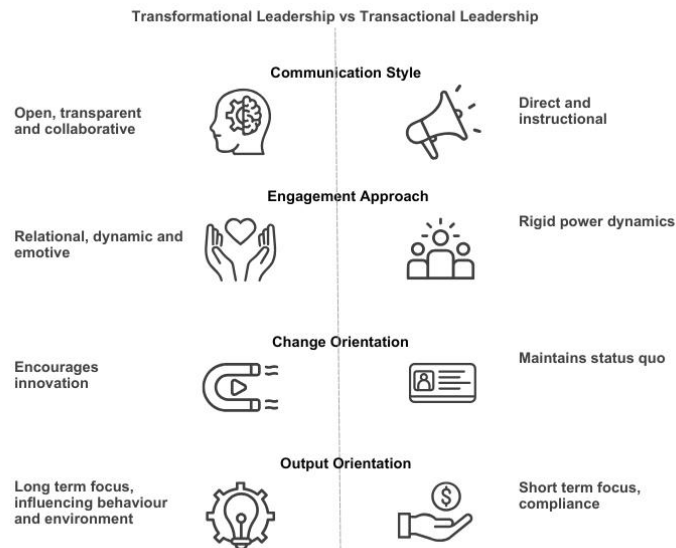 Transformational Leadership vs Transactional Leadership
Communication Style
Open, transparent
and collaborative
Direct and
instructional
Engagement Approach
Relational, dynamic and
emotive
Rigid power dynamics
Change Orientation
Encourages
innovation
Maintains status quo
Output Orientation
Long term focus,
influencing behaviour
and environment
$
Short term focus,
compliance